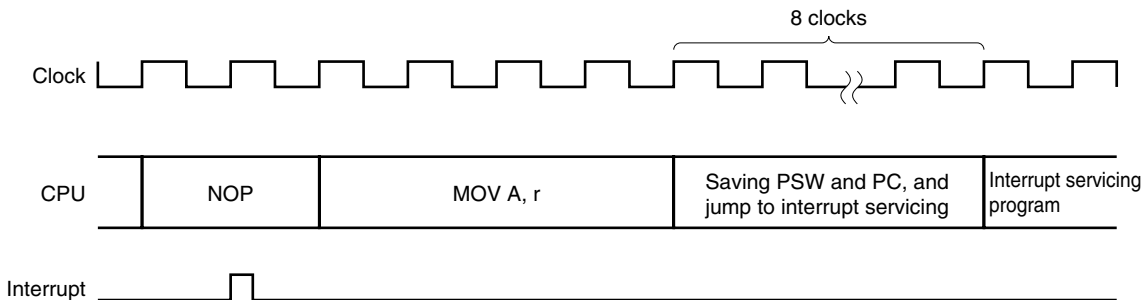 8 clocks
Clock
CPU
NOP
MOV A, r
Saving PSW and PC, and
jump to interrupt servicing
Interrupt servicing
program
Interrupt